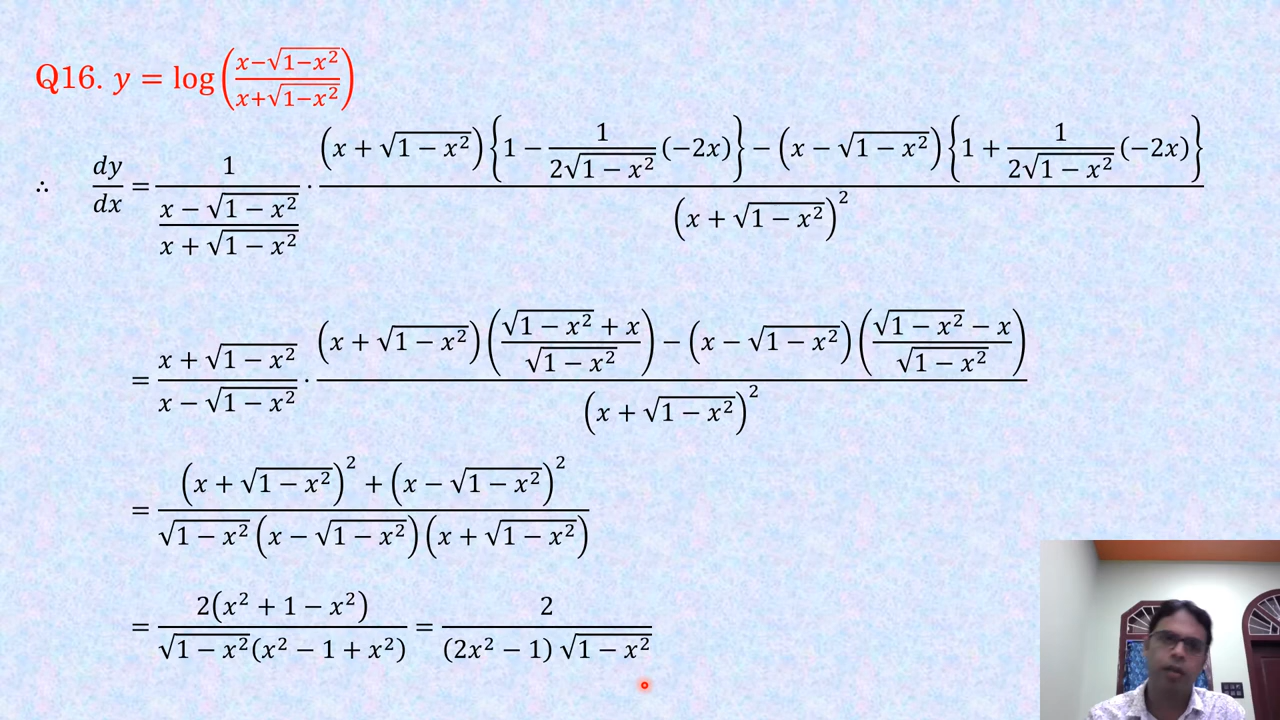 Q16. y = log((x−√(1−x²))/(x+√(1−x²)))
∴ dy/dx = 1/((x − √(1 − x²))/(x + √(1 − x²))) · ((x + √(1 − x²)){1 − 1/(2√(1 − x²)) (−2x)} − (x − √(1 − x²)){1 + 1/(2√(1 − x²)) (−2x)})/(x + √(1 − x²))²
= (x + √(1 − x²))/(x − √(1 − x²)) · ((x + √(1 − x²))((√(1 − x²) + x)/√(1 − x²)) − (x − √(1 − x²))((√(1 − x²) − x)/√(1 − x²)))/(x + √(1 − x²))²
= ((x + √(1 − x²))² + (x − √(1 − x²))²)/(√(1 − x²)(x − √(1 − x²))(x + √(1 − x²)))
= 2(x² + 1 − x²)/(√(1 − x²)(x² − 1 + x²)) = 2/((2x² − 1)√(1 − x²))